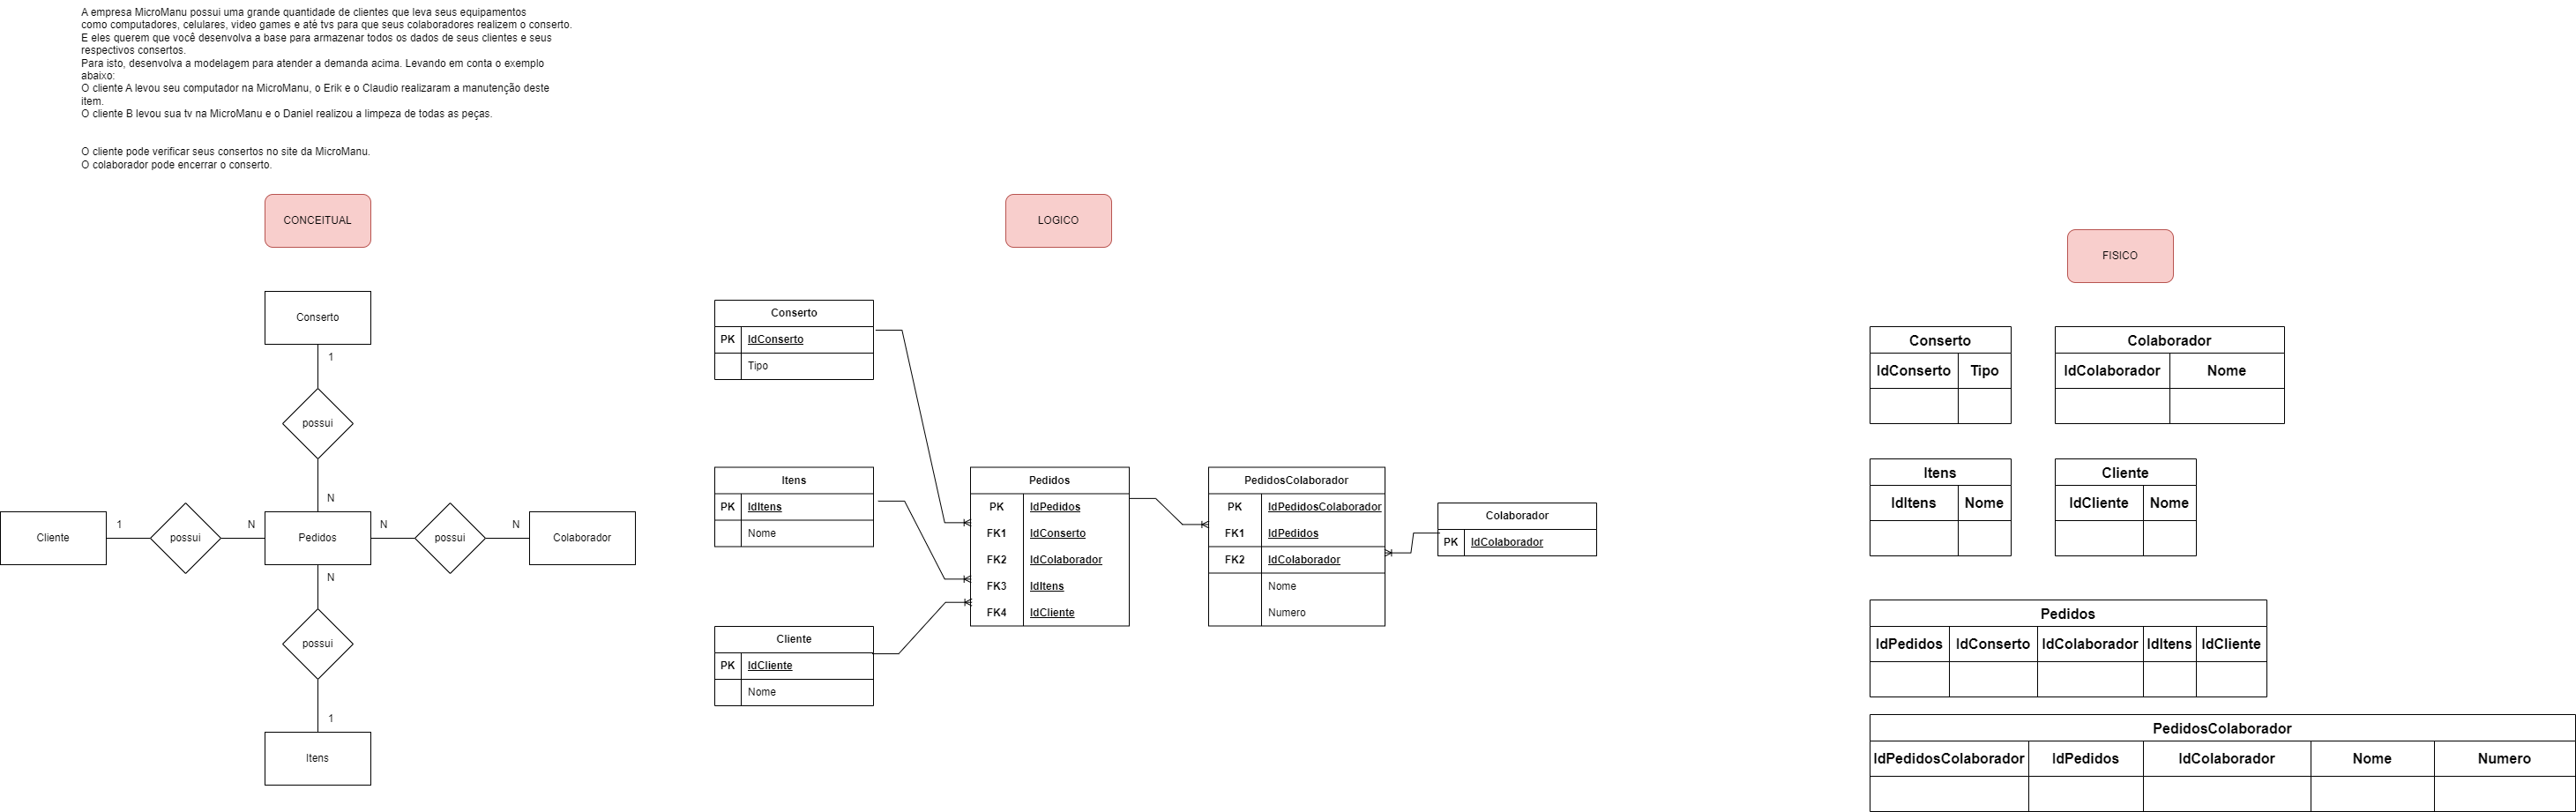 A empresa MicroManu possui uma grande quantidade de clientes que leva seus equipamentos
como computadores, celulares, video games e até tvs para que seus colaboradores realizem o conserto.
E eles querem que você desenvolva a base para armazenar todos os dados de seus clientes e seus
respectivos consertos.
Para isto, desenvolva a modelagem para atender a demanda acima. Levando em conta o exemplo
abaixo:
O cliente A levou seu computador na MicroManu, o Erik e o Claudio realizaram a manutenção deste
item.
O cliente B levou sua tv na MicroManu e o Daniel realizou a limpeza de todas as peças.
O cliente pode verificar seus consertos no site da MicroManu.
O colaborador pode encerrar o conserto.
CONCEITUAL
Conserto
1
possui
N
Cliente
1
possui
N
Pedidos
N
possui
N
Colaborador
N
possui
1
Itens
LOGICO
Conserto
PK IdConserto
Tipo
Itens
PK IdItens
Nome
Cliente
PK IdCliente
Nome
Pedidos
PK IdPedidos
FK1 IdConserto
FK2 IdColaborador
FK3 IdItens
FK4 IdCliente
PedidosColaborador
PK IdPedidosColaborador
FK1 IdPedidos
FK2 IdColaborador
Nome
Numero
Colaborador
PK IdColaborador
FISICO
Conserto
IdConserto Tipo
Colaborador
IdColaborador Nome
Itens
IdItens Nome
Cliente
IdCliente Nome
Pedidos
IdPedidos IdConserto IdColaborador IdItens IdCliente
PedidosColaborador
IdPedidosColaborador IdPedidos IdColaborador Nome Numero